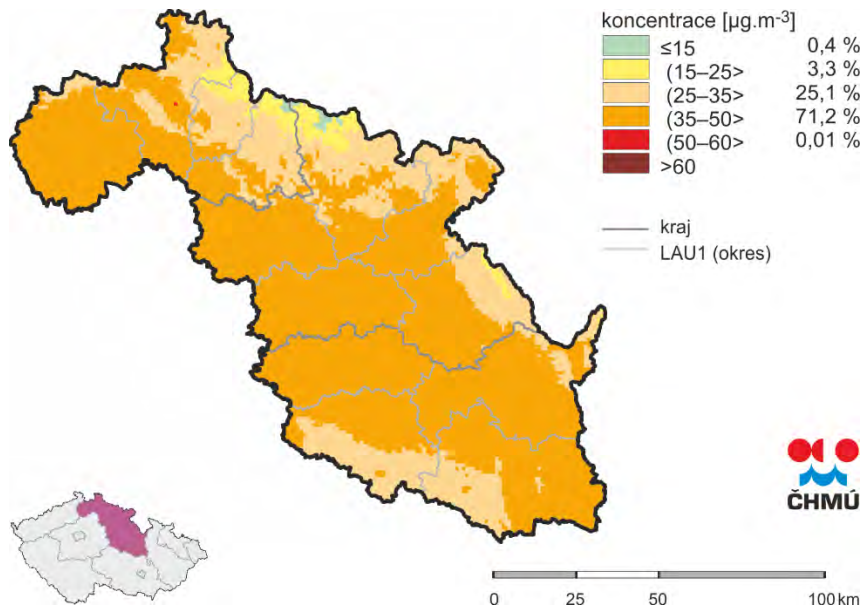 koncentrace [µg.m⁻³]
≤15 0,4 %
(15–25> 3,3 %
(25–35> 25,1 %
(35–50> 71,2 %
(50–60> 0,01 %
>60
kraj
LAU1 (okres)
ČHMÚ
0 25 50 100 km